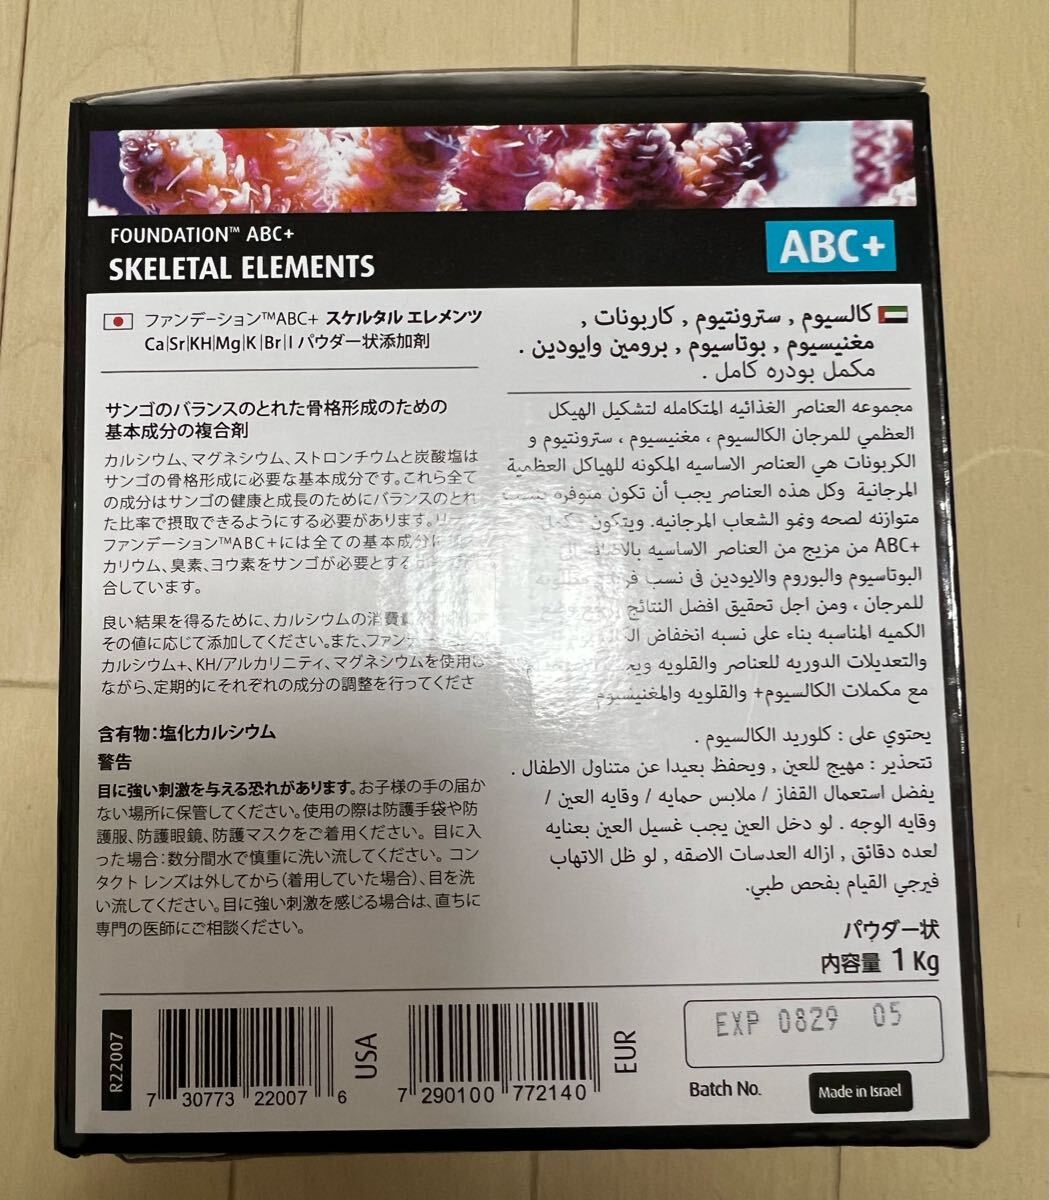 FOUNDATION™ ABC+
SKELETAL ELEMENTS
ABC+
ファンデーション™ABC+ スケルタル エレメンツ
Ca|Sr|KH|Mg|K|Br|I パウダー状添加剤
サンゴのバランスのとれた骨格形成のための
基本成分の複合剤
カルシウム、マグネシウム、ストロンチウムと炭酸塩は
サンゴの骨格形成に必要な基本成分です。これら全て
の成分はサンゴの健康と成長のためにバランスのとれ
た比率で摂取できるようにする必要があります。
ファンデーション™ABC+には全ての基本成分に
カリウム、臭素、ヨウ素をサンゴが必要とする
合しています。
良い結果を得るために、カルシウムの消費量
その値に応じて添加してください。また、ファンデ
カルシウム+、KH/アルカリニティ、マグネシウムを使用し
ながら、定期的にそれぞれの成分の調整を行ってくださ
含有物：塩化カルシウム
警告
目に強い刺激を与える恐れがあります。お子様の手の届か
ない場所に保管してください。使用の際は防護手袋や防
護服、防護眼鏡、防護マスクをご着用ください。 目に入
った場合：数分間水で慎重に洗い流してください。コン
タクト レンズは外してから（着用していた場合）、目を洗
い流してください。目に強い刺激を感じる場合は、直ちに
専門の医師にご相談ください。
كالسيوم , سترونتيوم , كاربونات ,
مغنيسيوم , بوتاسيوم , برومين وايودين .
مكمل بودره كامل .
مجموعه العناصر الغذائيه المتكامله لتشكيل الهيكل
العظمي للمرجان الكالسيوم ، مغنيسيوم ، سترونتيوم و
الكربونات هي العناصر الاساسيه المكونه للهياكل العظمية
المرجانية وكل هذه العناصر يجب أن تكون متوفره بنسب
متوازنه لصحه ونمو الشعاب المرجانيه. ويتكون مكمل
ABC+ من مزيج من العناصر الاساسيه بالاضافه الى
البوتاسيوم والبوروم والايودين في نسب
للمرجان ، ومن اجل تحقيق افضل النتائج
الكميه المناسبه بناء على نسبه انخفاض
والتعديلات الدوريه للعناصر والقلويه
مع مكملات الكالسيوم+ والقلويه والمغنيسيوم
يحتوي على : كلوريد الكالسيوم .
تتحذير : مهيج للعين , ويحفظ بعيدا عن متناول الاطفال .
يفضل استعمال القفاز / ملابس حمايه / وقايه العين /
وقايه الوجه . لو دخل العين يجب غسيل العين بعنايه
لعده دقائق , ازاله العدسات الاصقه , لو ظل الاتهاب
فيرجي القيام بفحص طبي.
パウダー状
内容量 1 Kg
R22007
7 30773 22007 6
USA
7 290100 772140
EUR
EXP 0829 05
Batch No.
Made in Israel